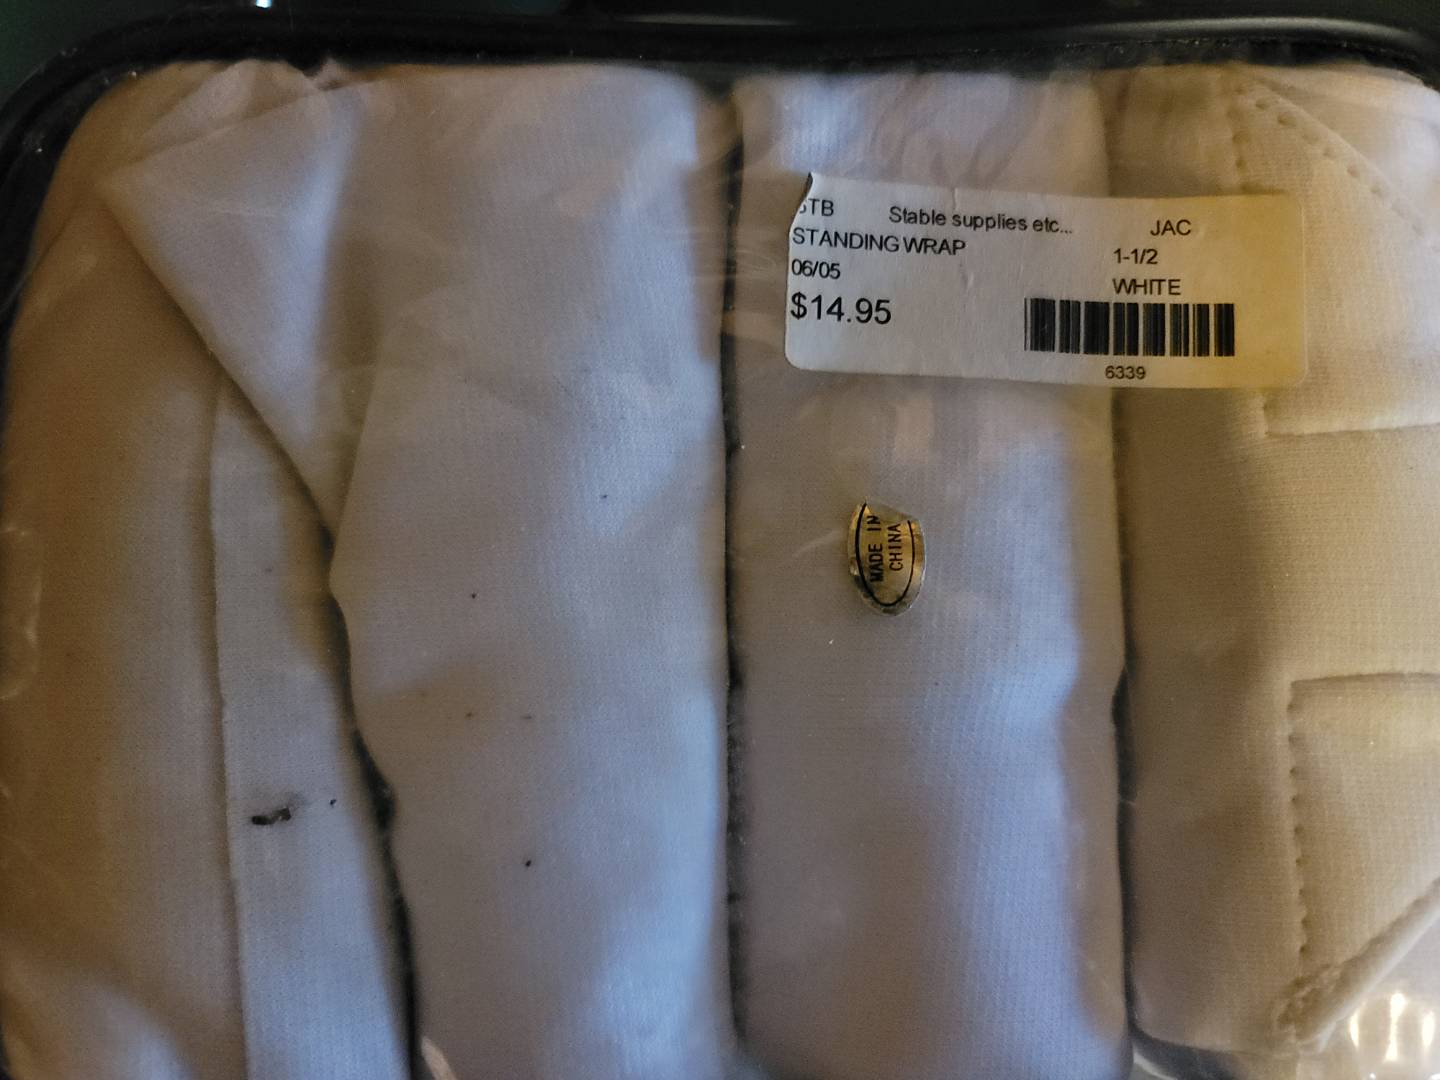 STB Stable supplies etc... JAC
STANDING WRAP 1-1/2
06/05 WHITE
$14.95
6339
MADE IN
CHINA